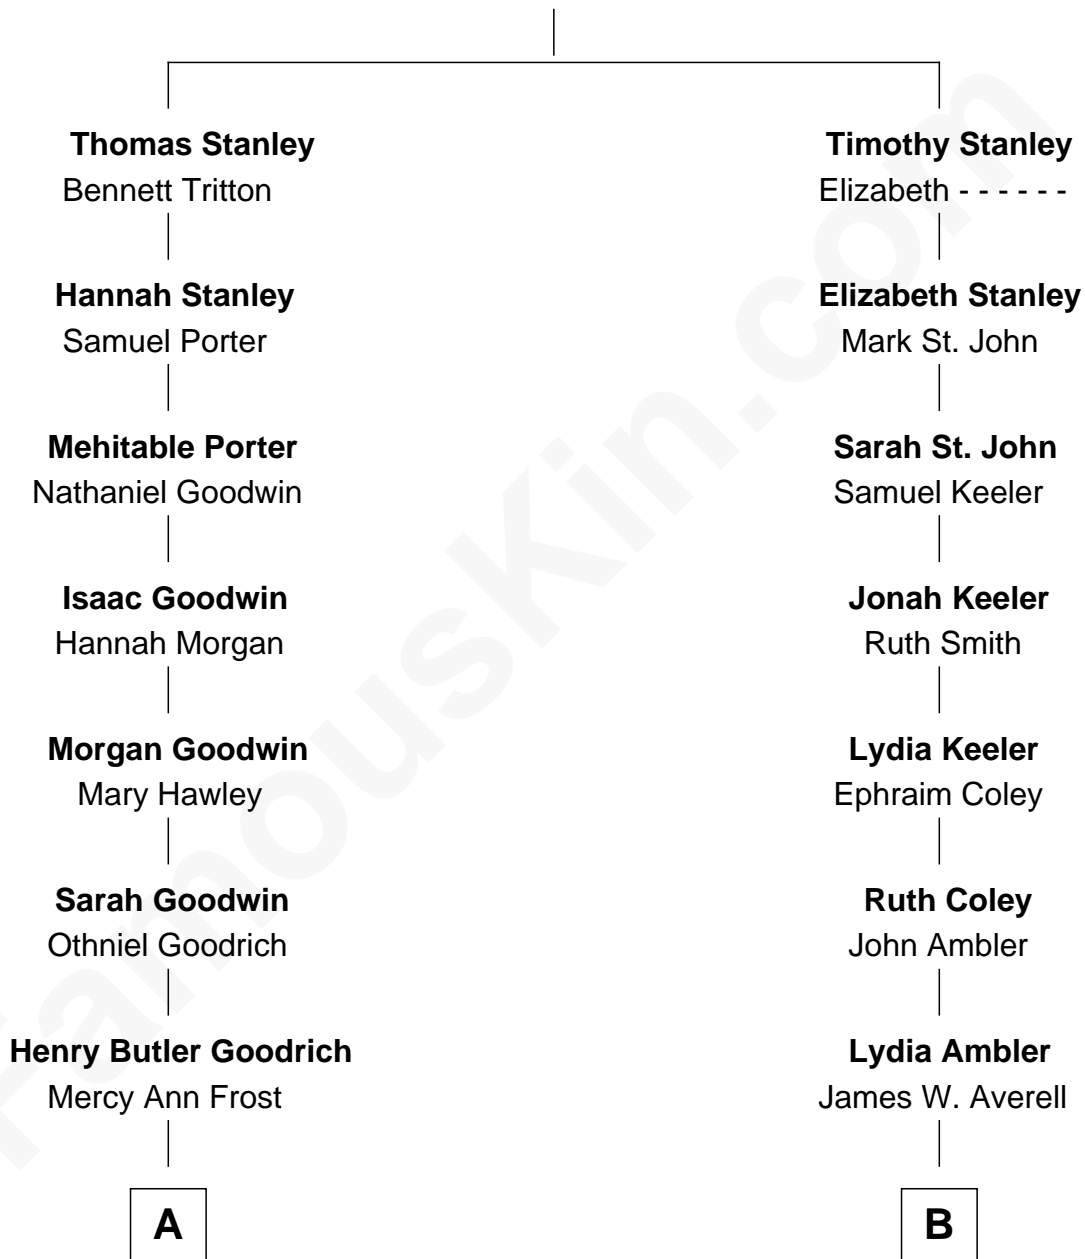 Thomas Stanley
Bennett Tritton
Hannah Stanley
Samuel Porter
Mehitable Porter
Nathaniel Goodwin
Isaac Goodwin
Hannah Morgan
Morgan Goodwin
Mary Hawley
Sarah Goodwin
Othniel Goodrich
Henry Butler Goodrich
Mercy Ann Frost
A
Timothy Stanley
Elizabeth - - - - - -
Elizabeth Stanley
Mark St. John
Sarah St. John
Samuel Keeler
Jonah Keeler
Ruth Smith
Lydia Keeler
Ephraim Coley
Ruth Coley
John Ambler
Lydia Ambler
James W. Averell
B
FamousKin.com